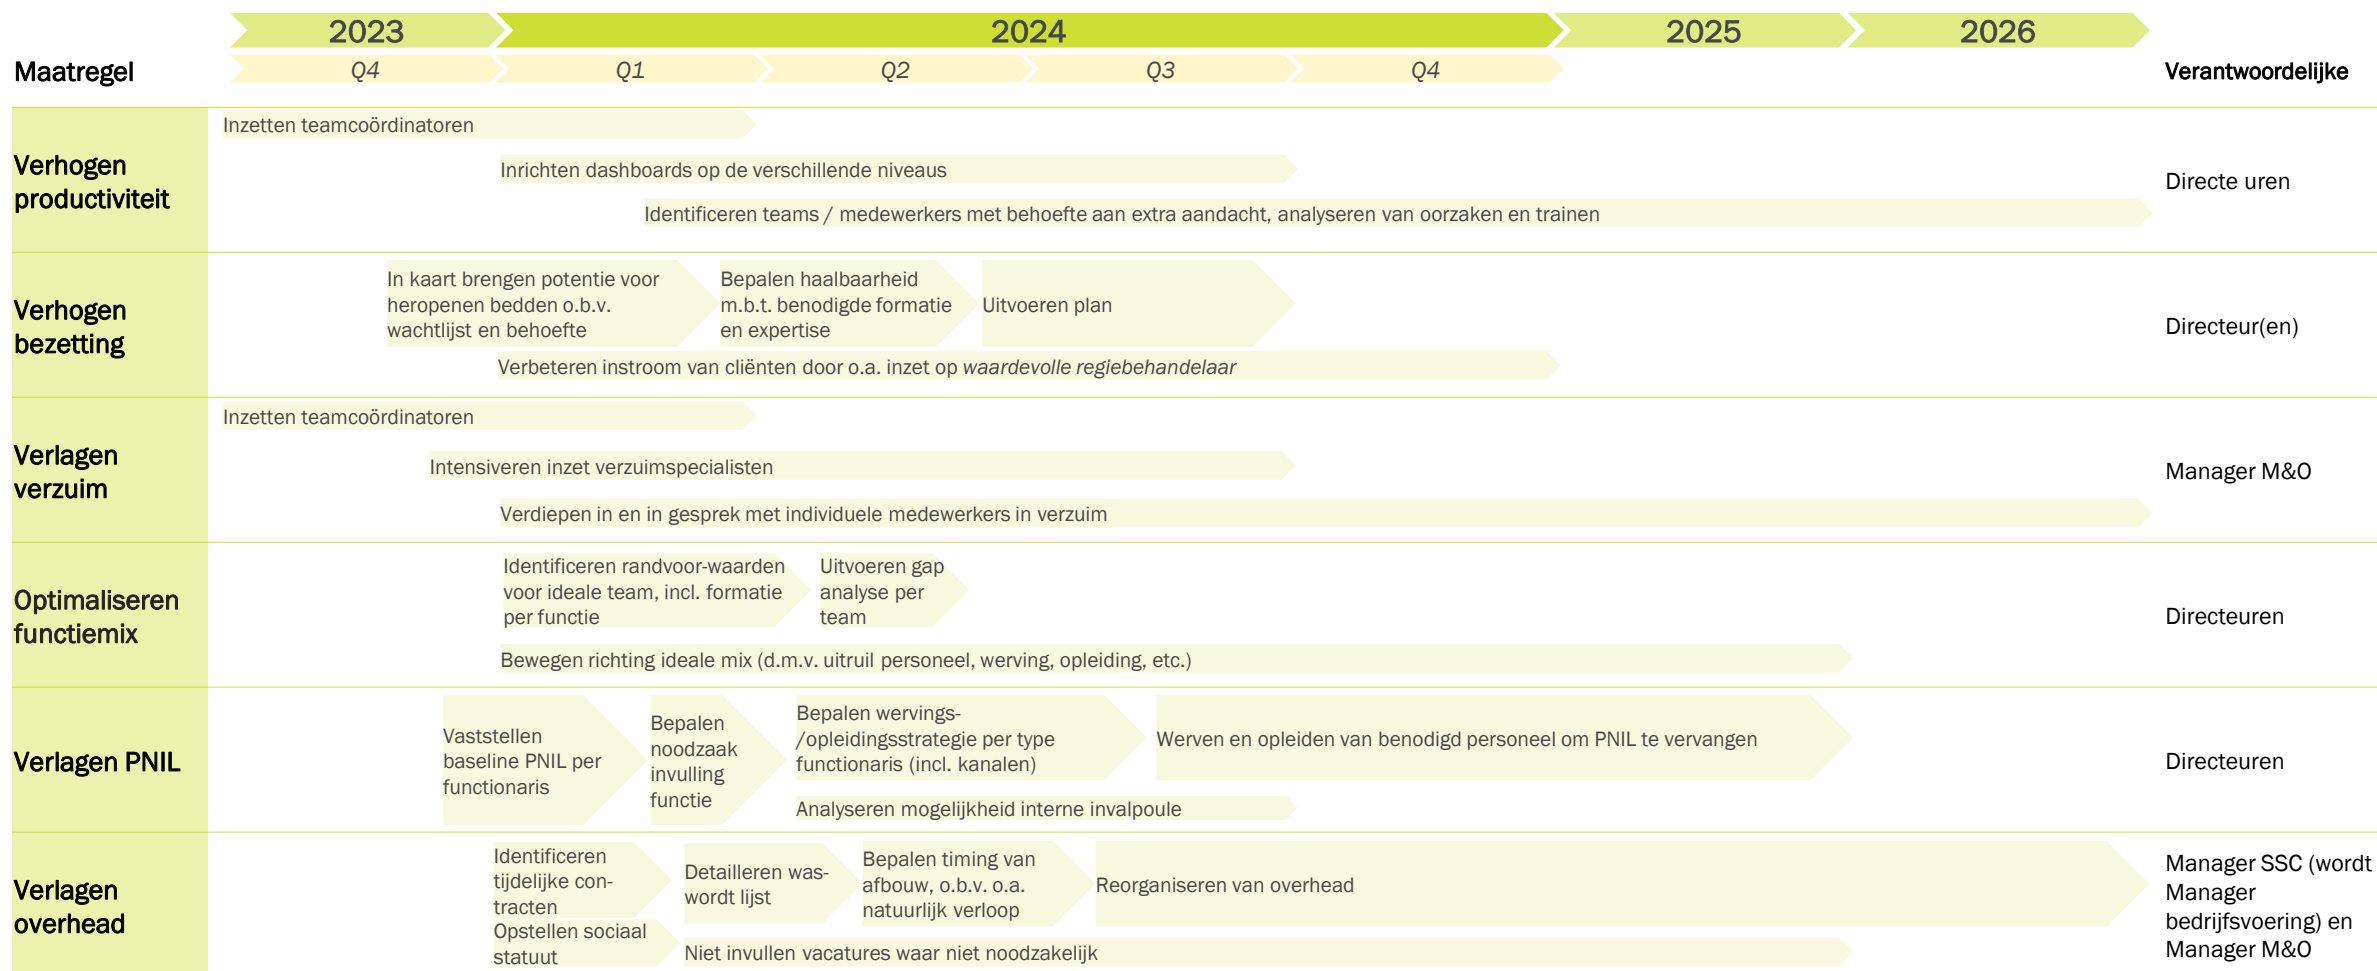 2023
2024
2025
2026
Maatregel
Q4
Q1
Q2
Q3
Q4
Verantwoordelijke
Verhogen
productiviteit
Inzetten teamcoördinatoren
Inrichten dashboards op de verschillende niveaus
Identificeren teams / medewerkers met behoefte aan extra aandacht, analyseren van oorzaken en trainen
Directe uren
Verhogen
bezetting
In kaart brengen potentie voor
heropenen bedden o.b.v.
wachtlijst en behoefte
Bepalen haalbaarheid
m.b.t. benodigde formatie
en expertise
Uitvoeren plan
Verbeteren instroom van cliënten door o.a. inzet op waardevolle regiebehandelaar
Directeur(en)
Verlagen
verzuim
Inzetten teamcoördinatoren
Intensiveren inzet verzuimspecialisten
Verdiepen in en in gesprek met individuele medewerkers in verzuim
Manager M&O
Optimaliseren
functiemix
Identificeren randvoor-waarden
voor ideale team, incl. formatie
per functie
Uitvoeren gap
analyse per
team
Bewegen richting ideale mix (d.m.v. uitruil personeel, werving, opleiding, etc.)
Directeuren
Verlagen PNIL
Vaststellen
baseline PNIL per
functionaris
Bepalen
noodzaak
invulling
functie
Bepalen wervings-
/opleidingsstrategie per type
functionaris (incl. kanalen)
Werven en opleiden van benodigd personeel om PNIL te vervangen
Analyseren mogelijkheid interne invalpoule
Directeuren
Verlagen
overhead
Identificeren
tijdelijke con-
tracten
Opstellen sociaal
statuut
Detailleren was-
wordt lijst
Bepalen timing van
afbouw, o.b.v. o.a.
natuurlijk verloop
Reorganiseren van overhead
Niet invullen vacatures waar niet noodzakelijk
Manager SSC (wordt
Manager
bedrijfsvoering) en
Manager M&O